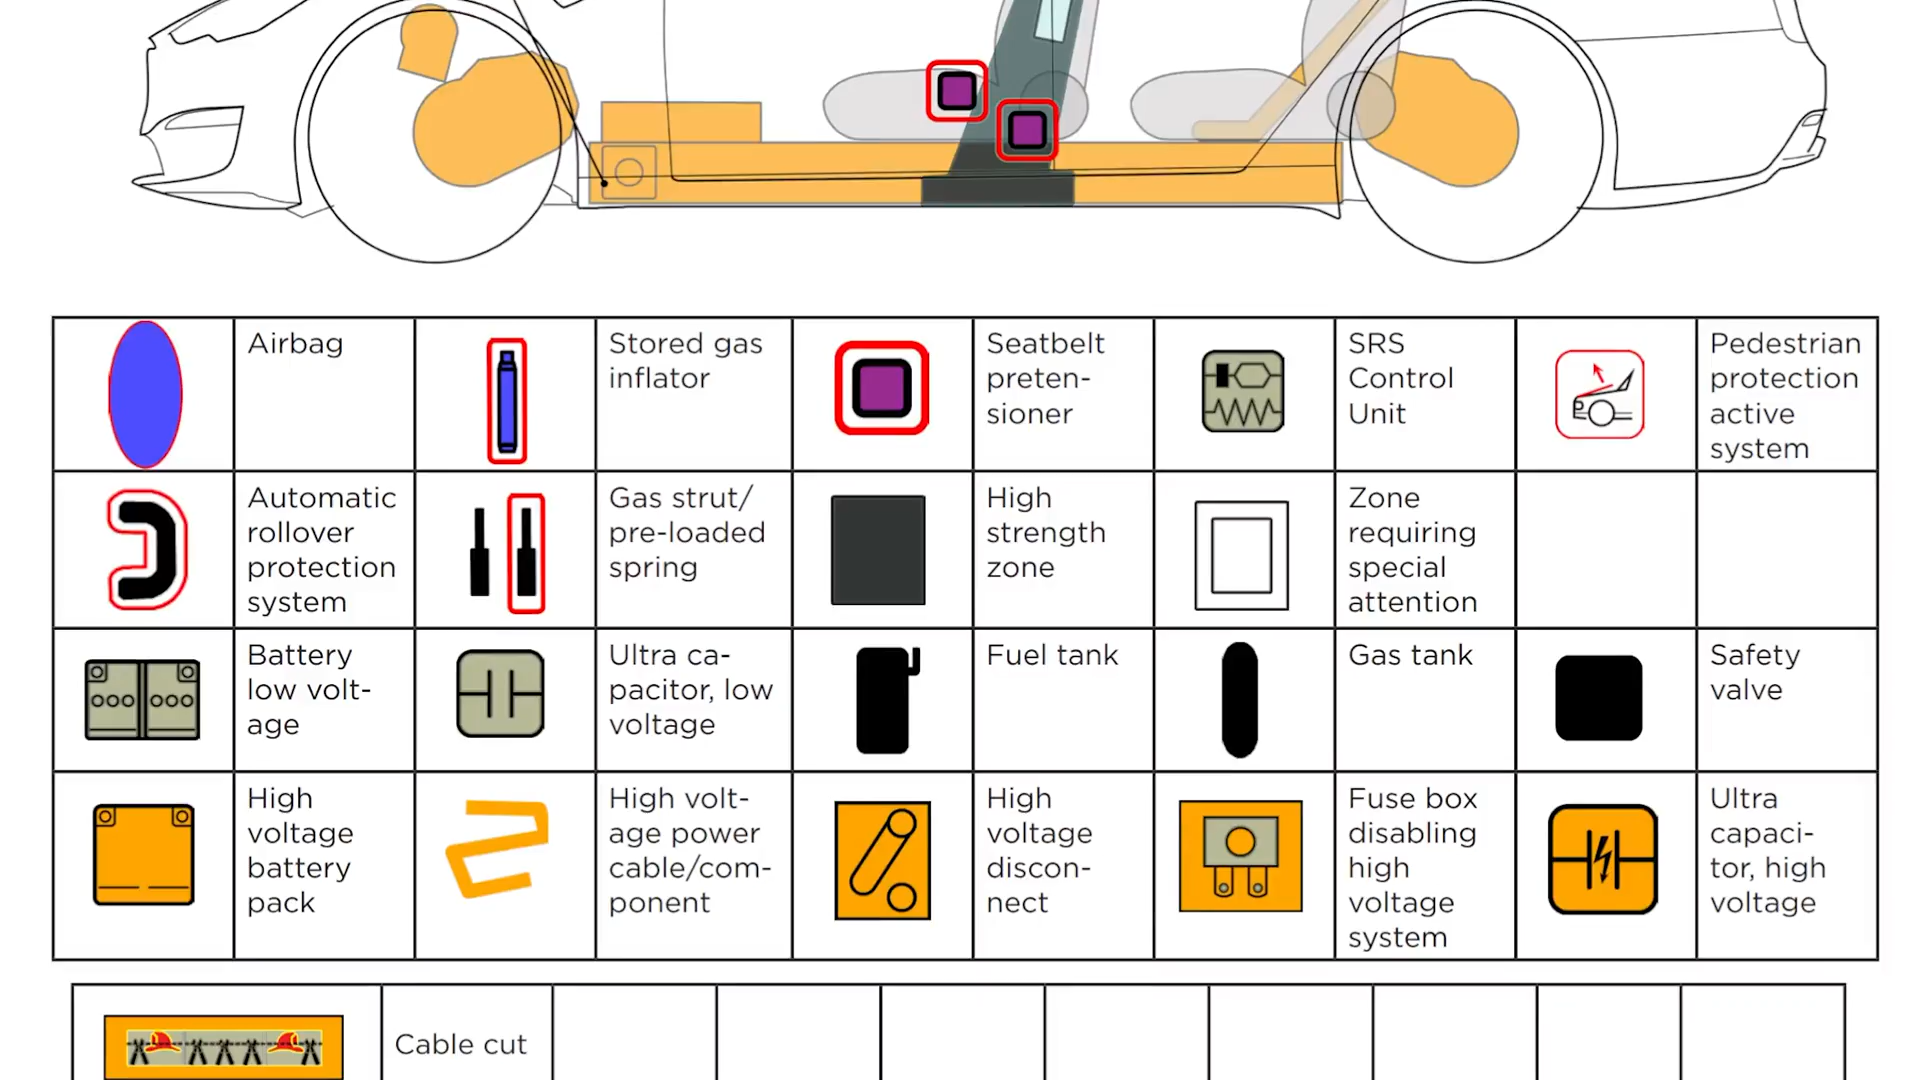 Airbag
Stored gas
inflator
Seatbelt
preten-
sioner
SRS
Control
Unit
Pedestrian
protection
active
system
Automatic
rollover
protection
system
Gas strut/
pre-loaded
spring
High
strength
zone
Zone
requiring
special
attention
Battery
low volt-
age
Ultra ca-
pacitor, low
voltage
Fuel tank
Gas tank
Safety
valve
High
voltage
battery
pack
High volt-
age power
cable/com-
ponent
High
voltage
discon-
nect
Fuse box
disabling
high
voltage
system
Ultra
capaci-
tor, high
voltage
Cable cut